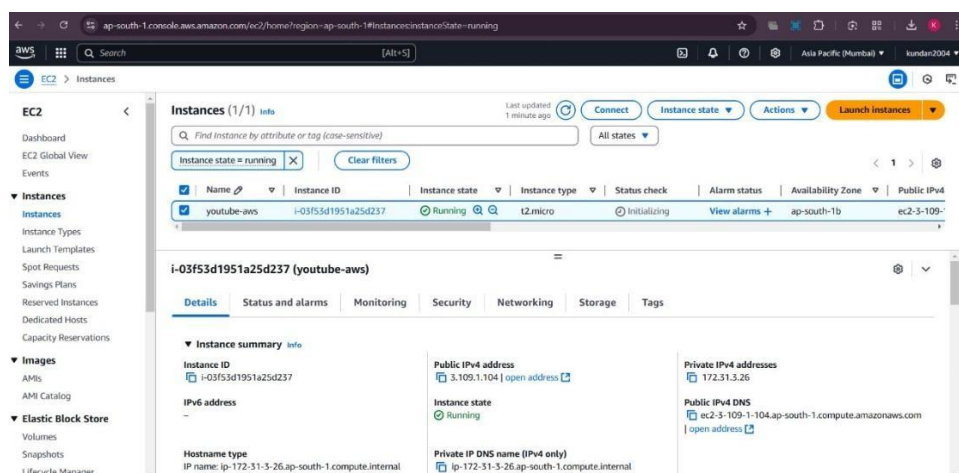 ap-south-1.console.aws.amazon.com/ec2/home?region=ap-south-1#Instances:instanceState=running
K
aws
Search
[Alt+S]
Asia Pacific (Mumbai)
kundan2004
EC2 > Instances
EC2
Dashboard
EC2 Global View
Events
Instances
Instances
Instance Types
Launch Templates
Spot Requests
Savings Plans
Reserved Instances
Dedicated Hosts
Capacity Reservations
Images
AMIs
AMI Catalog
Elastic Block Store
Volumes
Snapshots
Lifecycle Manager
Instances (1/1) Info
Last updated
1 minute ago
Connect
Instance state
Actions
Launch instances
Find Instance by attribute or tag (case-sensitive)
All states
Instance state = running
Clear filters
1
Name Instance ID Instance state Instance type Status check Alarm status Availability Zone Public IPv4
youtube-aws i-03f53d1951a25d237 Running t2.micro Initializing View alarms + ap-south-1b ec2-3-109-
i-03f53d1951a25d237 (youtube-aws)
Details Status and alarms Monitoring Security Networking Storage Tags
Instance summary Info
Instance ID
i-03f53d1951a25d237
Public IPv4 address
3.109.1.104 | open address
Private IPv4 addresses
172.31.3.26
IPv6 address
–
Instance state
Running
Public IPv4 DNS
ec2-3-109-1-104.ap-south-1.compute.amazonaws.com
| open address
Hostname type
IP name: ip-172-31-3-26.ap-south-1.compute.internal
Private IP DNS name (IPv4 only)
ip-172-31-3-26.ap-south-1.compute.internal